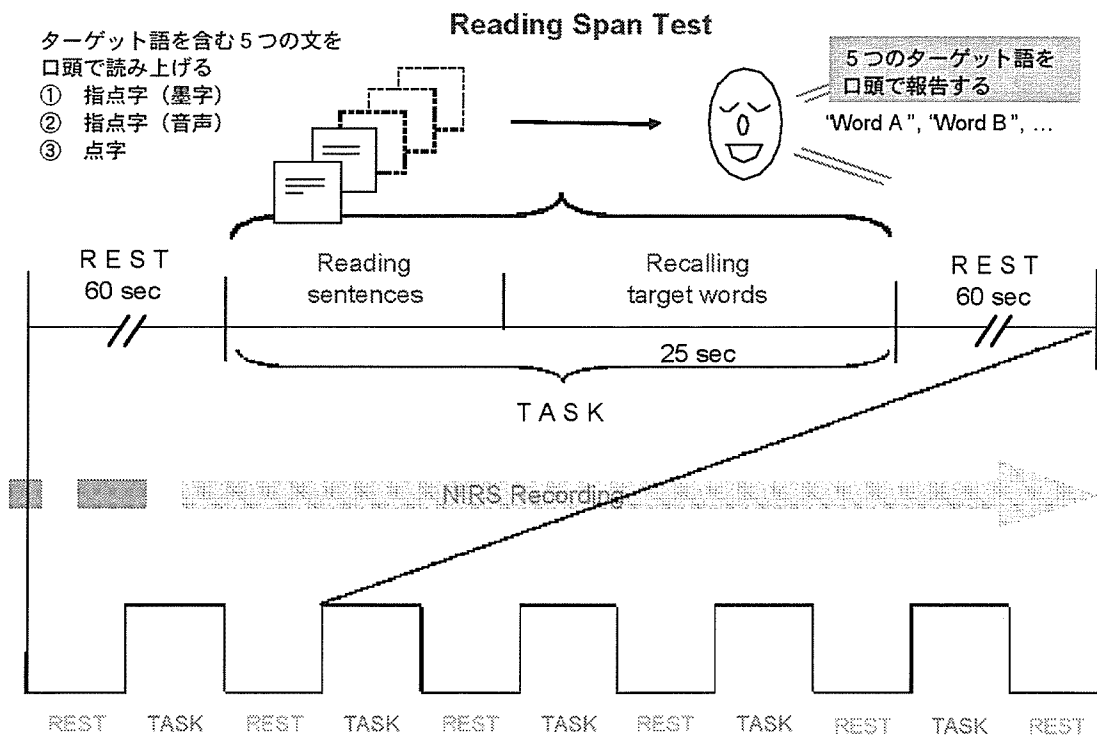 Reading Span Test
ターゲット語を含む5つの文を
口頭で読み上げる
① 指点字（墨字）
② 指点字（音声）
③ 点字
5つのターゲット語を
口頭で報告する
"Word A", "Word B", …
REST
60 sec
Reading
sentences
Recalling
target words
REST
60 sec
25 sec
TASK
NIRS Recording
REST TASK REST TASK REST TASK REST TASK REST TASK REST